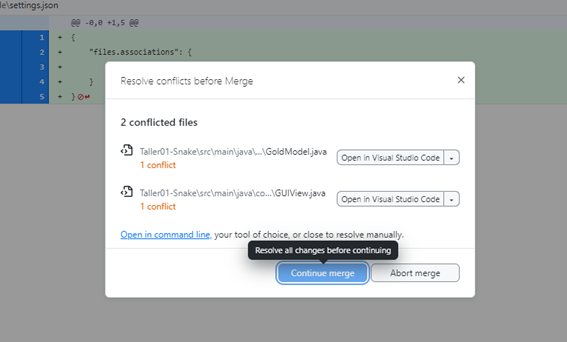 le\settings.json
@@ -0,0 +1,5 @@
1 + {
2 + "files.associations": {
3 +
4 + }
5 + }
Resolve conflicts before Merge
2 conflicted files
Taller01-Snake\src\main\java\...\GoldModel.java
1 conflict
Open in Visual Studio Code
Taller01-Snake\src\main\java\co...\GUIView.java
1 conflict
Open in Visual Studio Code
Open in command line, your tool of choice, or close to resolve manually.
Resolve all changes before continuing
Continue merge
Abort merge